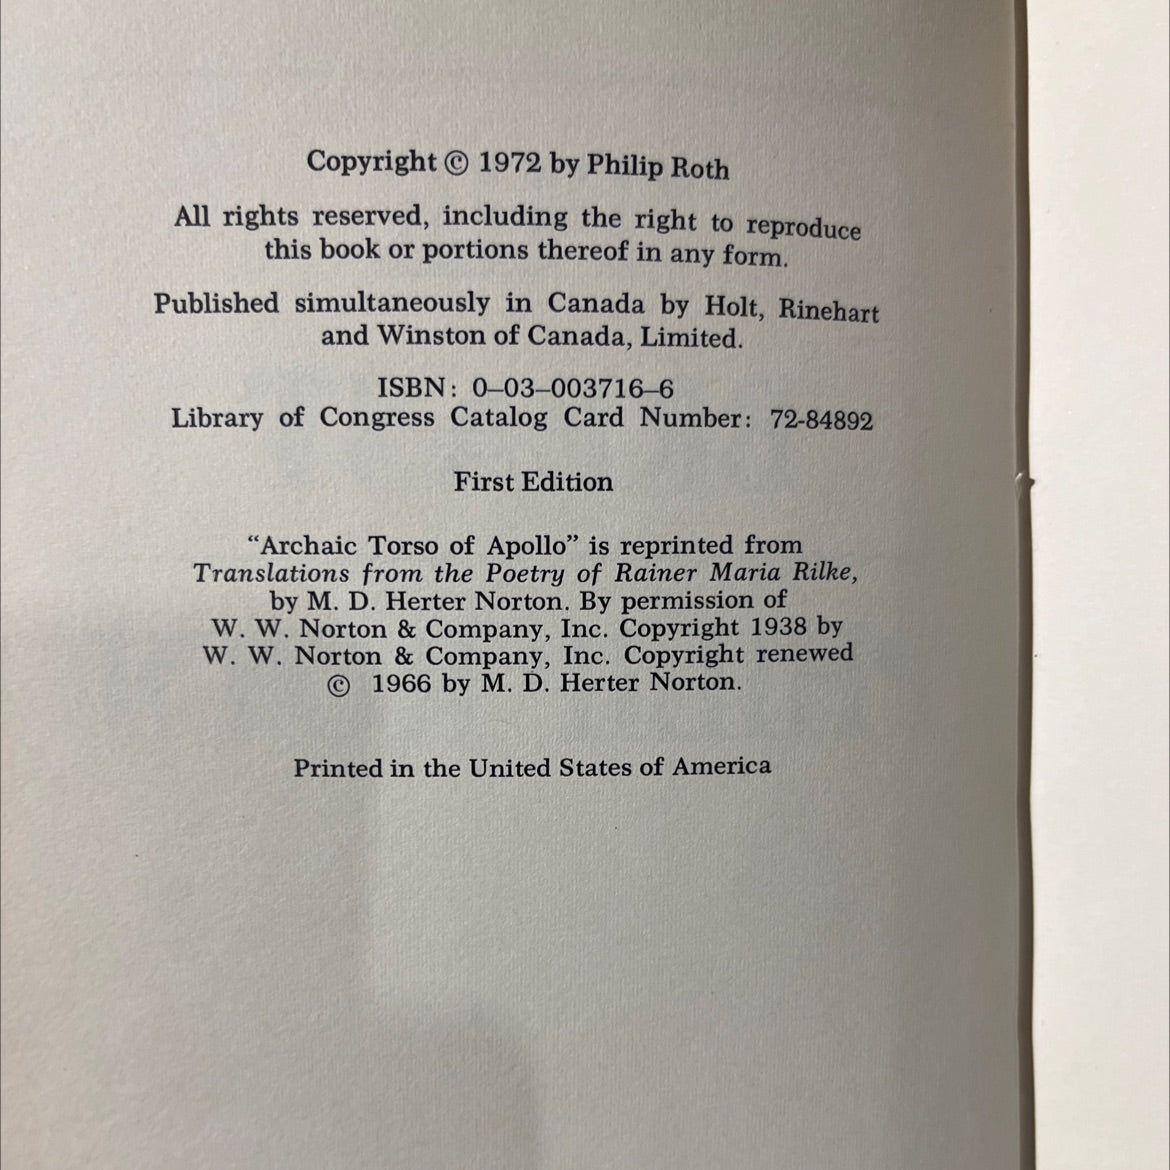 Copyright © 1972 by Philip Roth
All rights reserved, including the right to reproduce
this book or portions thereof in any form.
Published simultaneously in Canada by Holt, Rinehart
and Winston of Canada, Limited.
ISBN: 0–03–003716–6
Library of Congress Catalog Card Number: 72-84892
First Edition
“Archaic Torso of Apollo” is reprinted from
Translations from the Poetry of Rainer Maria Rilke,
by M. D. Herter Norton. By permission of
W. W. Norton & Company, Inc. Copyright 1938 by
W. W. Norton & Company, Inc. Copyright renewed
© 1966 by M. D. Herter Norton.
Printed in the United States of America